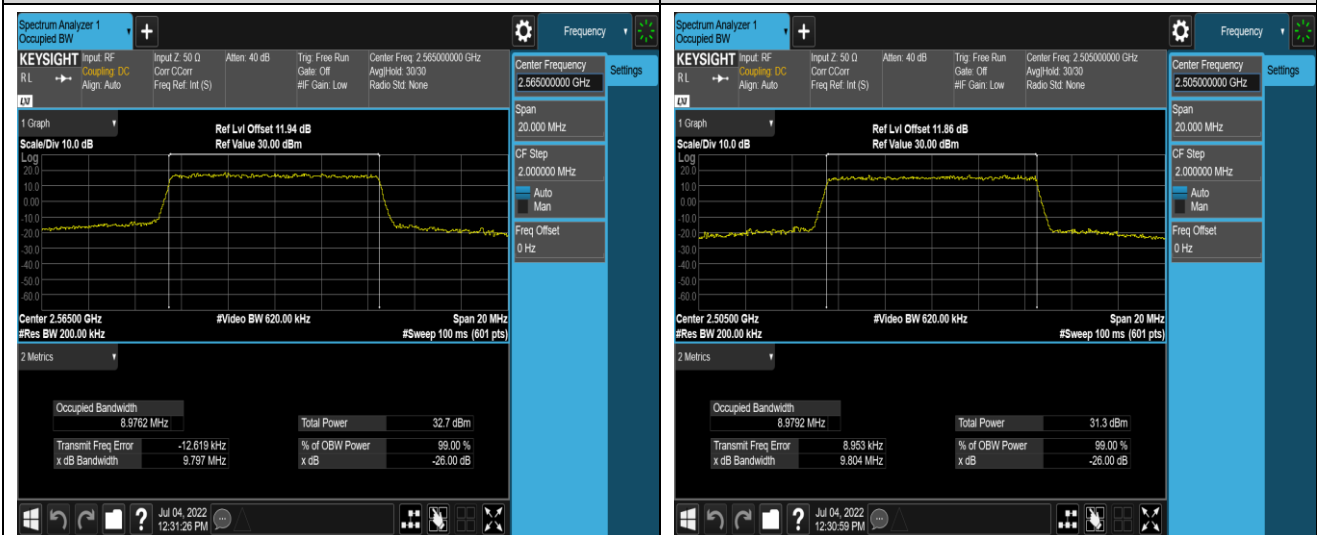 Spectrum Analyzer 1
Occupied BW
Frequency
KEYSIGHT
Input: RF
Coupling: DC
Align: Auto
Input Z: 50 Ω
Corr CCorr
Freq Ref: Int (S)
Atten: 40 dB
Trig: Free Run
Gate: Off
#IF Gain: Low
Center Freq: 2.565000000 GHz
Avg|Hold: 30/30
Radio Std: None
R L
LXI
Center Frequency
2.565000000 GHz
Settings
Span
20.000 MHz
CF Step
2.000000 MHz
Auto
Man
Freq Offset
0 Hz
1 Graph
Scale/Div 10.0 dB
Ref Lvl Offset 11.94 dB
Ref Value 30.00 dBm
Log
20.0
10.0
0.00
-10.0
-20.0
-30.0
-40.0
-50.0
-60.0
Center 2.56500 GHz
#Res BW 200.00 kHz
#Video BW 620.00 kHz
Span 20 MHz
#Sweep 100 ms (601 pts)
2 Metrics
Occupied Bandwidth
8.9762 MHz
Total Power 32.7 dBm
Transmit Freq Error -12.619 kHz
% of OBW Power 99.00 %
x dB Bandwidth 9.797 MHz
x dB -26.00 dB
?
Jul 04, 2022
12:31:26 PM
Spectrum Analyzer 1
Occupied BW
Frequency
KEYSIGHT
Input: RF
Coupling: DC
Align: Auto
Input Z: 50 Ω
Corr CCorr
Freq Ref: Int (S)
Atten: 40 dB
Trig: Free Run
Gate: Off
#IF Gain: Low
Center Freq: 2.505000000 GHz
Avg|Hold: 30/30
Radio Std: None
R L
LXI
Center Frequency
2.505000000 GHz
Settings
Span
20.000 MHz
CF Step
2.000000 MHz
Auto
Man
Freq Offset
0 Hz
1 Graph
Scale/Div 10.0 dB
Ref Lvl Offset 11.86 dB
Ref Value 30.00 dBm
Log
20.0
10.0
0.00
-10.0
-20.0
-30.0
-40.0
-50.0
-60.0
Center 2.50500 GHz
#Res BW 200.00 kHz
#Video BW 620.00 kHz
Span 20 MHz
#Sweep 100 ms (601 pts)
2 Metrics
Occupied Bandwidth
8.9792 MHz
Total Power 31.3 dBm
Transmit Freq Error 8.953 kHz
% of OBW Power 99.00 %
x dB Bandwidth 9.804 MHz
x dB -26.00 dB
?
Jul 04, 2022
12:30:59 PM